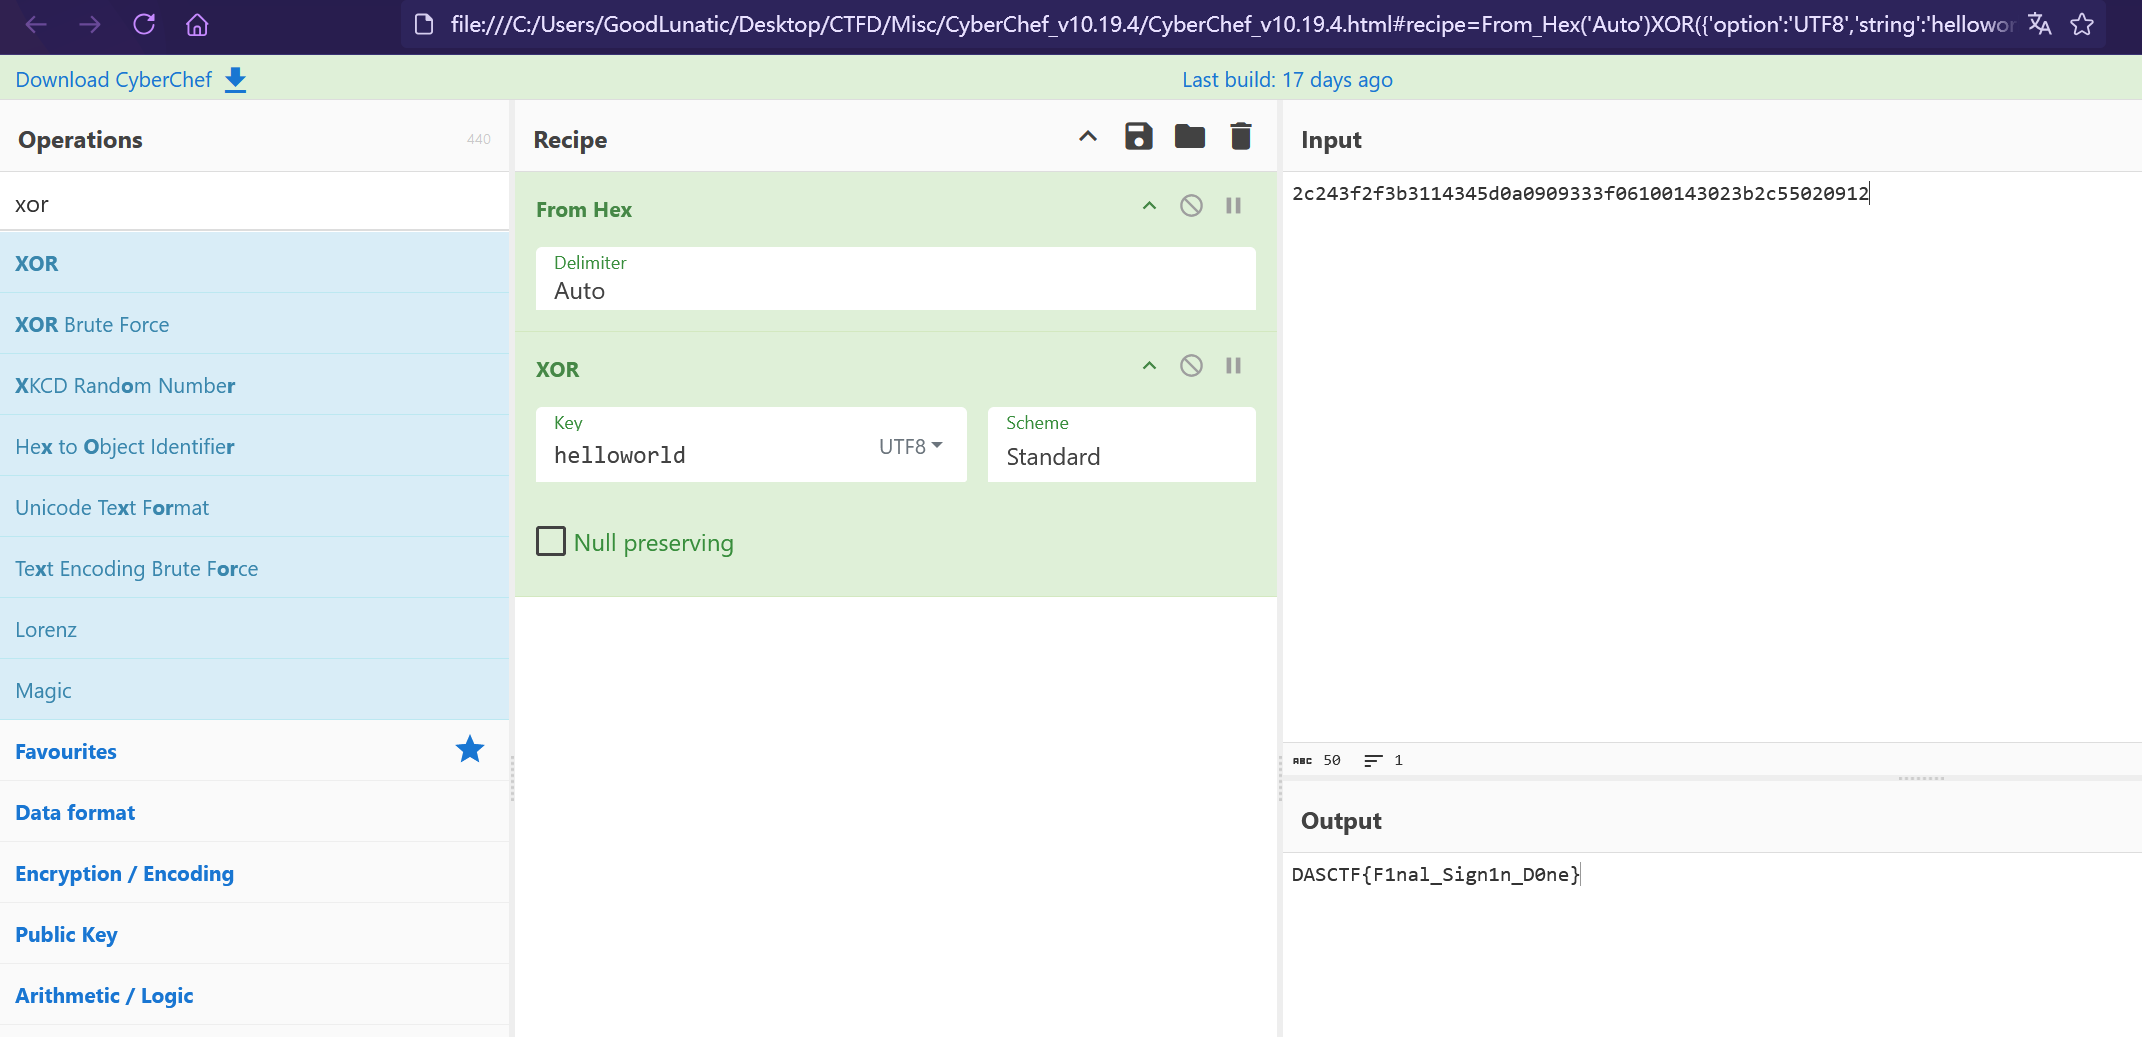 file:///C:/Users/GoodLunatic/Desktop/CTFD/Misc/CyberChef_v10.19.4/CyberChef_v10.19.4.html#recipe=From_Hex('Auto')XOR({'option':'UTF8','string':'hellowor
Download CyberChef
Last build: 17 days ago
Operations
440
xor
XOR
XOR Brute Force
XKCD Random Number
Hex to Object Identifier
Unicode Text Format
Text Encoding Brute Force
Lorenz
Magic
Favourites
Data format
Encryption / Encoding
Public Key
Arithmetic / Logic
Recipe
From Hex
Delimiter
Auto
XOR
Key
helloworld
UTF8
Scheme
Standard
Null preserving
Input
2c243f2f3b3114345d0a0909333f06100143023b2c55020912
ABC 50
1
Output
DASCTF{F1nal_Sign1n_D0ne}